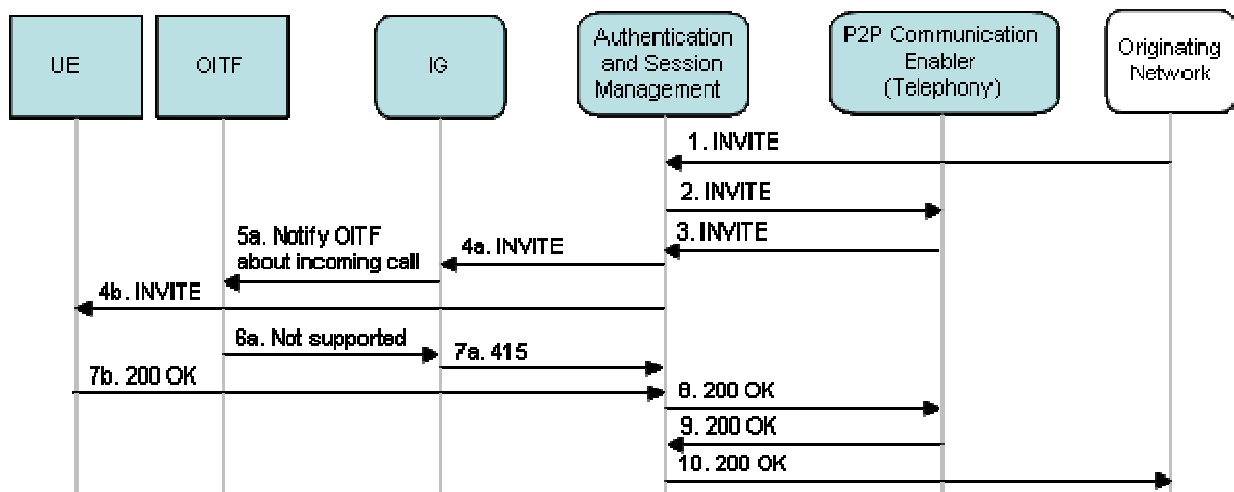 UE
OITF
IG
Authentication
and Session
Management
P2P Communication
Enabler
(Telephony)
Originating
Network
1. INVITE
2. INVITE
3. INVITE
4a. INVITE
5a. Notify OITF
about incoming call
4b. INVITE
6a. Not supported
7a. 415
7b. 200 OK
8. 200 OK
9. 200 OK
10. 200 OK